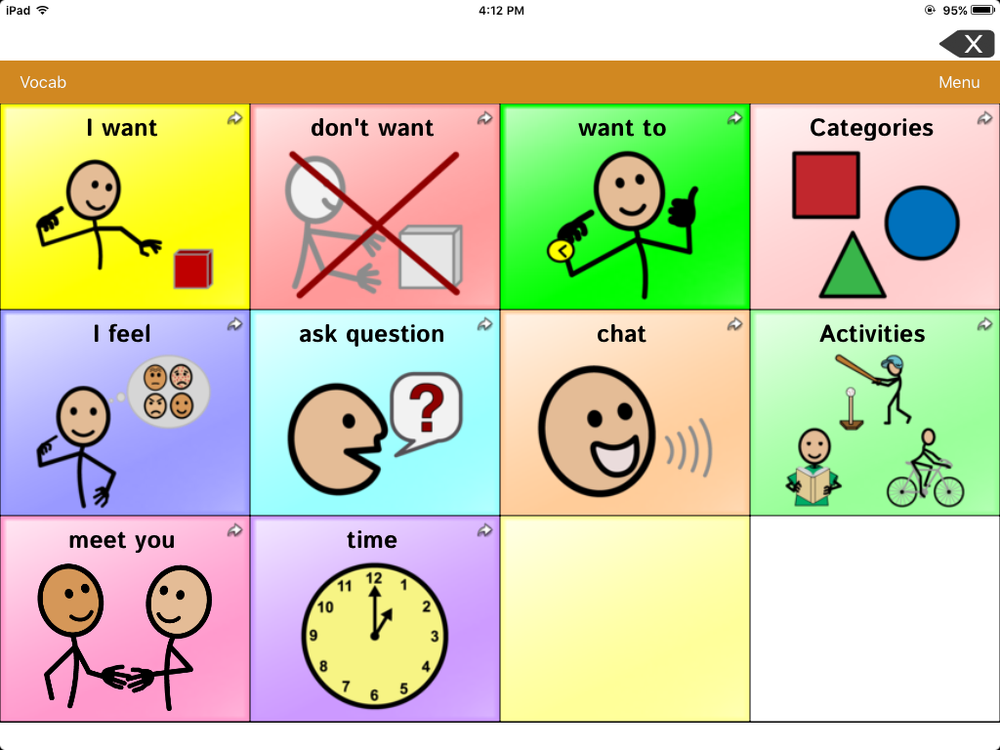 iPad 4:12 PM 95%
X
Vocab Menu
I want don't want want to Categories
I feel ask question chat Activities
?
meet you time
12
11 1
10 2
9 3
8 4
7 5
6